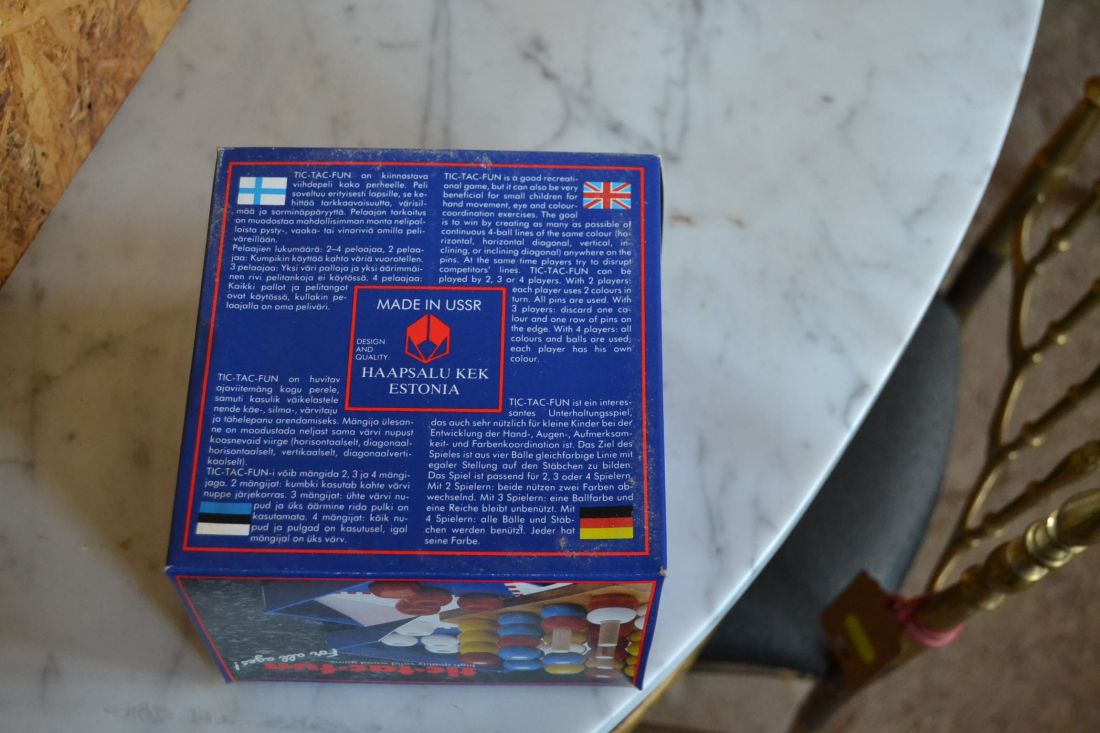 TIC-TAC-FUN on kiinnostava
viihdepeli koko perheelle. Peli
soveltuu erityisesti lapsille, se ke-
hittää tarkkaavaisuutta, värisil-
mää ja sorminäppäryyttä. Pelaajan tarkoitus
on muodostaa mahdollisimman monta nelipal-
loista pysty-, vaaka- tai vinoriviä omilla peli-
väreillään.
Pelaajien lukumäärä: 2–4 pelaajaa, 2 pelaa-
jaa: Kumpikin käyttää kahta väriä vuorotellen.
3 pelaajaa: Yksi väri palloja ja yksi äärimmäi-
nen rivi pelitankoja ei käytössä. 4 pelaajaa:
Kaikki pallot ja pelitangot
ovat käytössä, kullakin pe-
laajalla on oma peliväri.
TIC-TAC-FUN is a good recreati-
onal game, but it can also be very
beneficial for small children for
hand movement, eye and colour-
coordination exercises. The goal
is to win by creating as many as possible of
continuous 4-ball lines of the same colour (ho-
rizontal, horizontal diagonal, vertical, in-
clining, or inclining diagonal) anywhere on the
pins. At the same time players try to disrupt
competitors' lines. TIC-TAC-FUN can be
played by 2, 3 or 4 players. With 2 players:
each player uses 2 colours in
turn. All pins are used. With
3 players: discard one co-
lour and one row of pins on
the edge. With 4 players: all
colours and balls are used;
each player has his own
colour.
MADE IN USSR
DESIGN
AND
QUALITY:
HAAPSALU KEK
ESTONIA
TIC-TAC-FUN on huvitav
ajaviitemäng kogu perele,
samuti kasulik väikelastele
nende käe-, silma-, värvitaju
ja tähelepanu arendamiseks. Mängija ülesan-
ne on moodustada neljast sama värvi nupust
koosnevaid viirge (horisontaalselt, diagonaal-
horisontaalselt, vertikaalselt, diagonaalverti-
kaalselt).
TIC-TAC-FUN-i võib mängida 2, 3 ja 4 mängi-
jaga. 2 mängijat: kumbki kasutab kahte värvi
nuppe järjekorras. 3 mängijat: ühte värvi nu-
pud ja üks äärmine rida pulki on
kasutamata. 4 mängijat: kõik nu-
pud ja pulgad on kasutusel, igal
mängijal on üks värv.
TIC-TAC-FUN ist ein interes-
santes Unterhaltungsspiel,
das auch sehr nützlich für kleine Kinder bei der
Entwicklung der Hand-, Augen-, Aufmerksam-
keit- und Farbenkoordination ist. Das Ziel des
Spieles ist aus vier Bälle gleichfarbige Linie mit
egaler Stellung auf den Stäbchen zu bilden.
Das Spiel ist passend für 2, 3 oder 4 Spielern.
Mit 2 Spielern: beide nützen zwei Farben ab-
wechselnd. Mit 3 Spielern: eine Ballfarbe und
eine Reiche bleibt unbenützt. Mit
4 Spielern: alle Bälle und Stäb-
chen werden benützt. Jeder hat
seine Farbe.
tic-tac-fun
high quality solid wood game
For all ages!